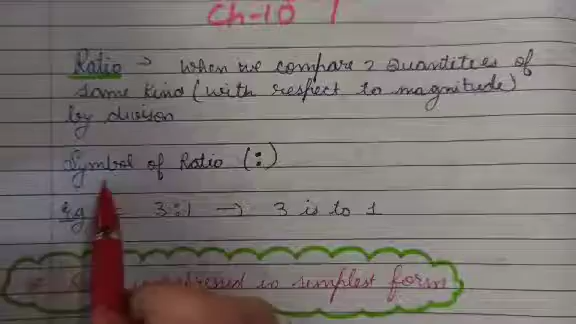 Ch-10
Ratio → When we compare 2 quantities of
same kind (with respect to magnitude)
by division
Symbol of Ratio (:)
Eg = 3:1 → 3 is to 1
in simplest form